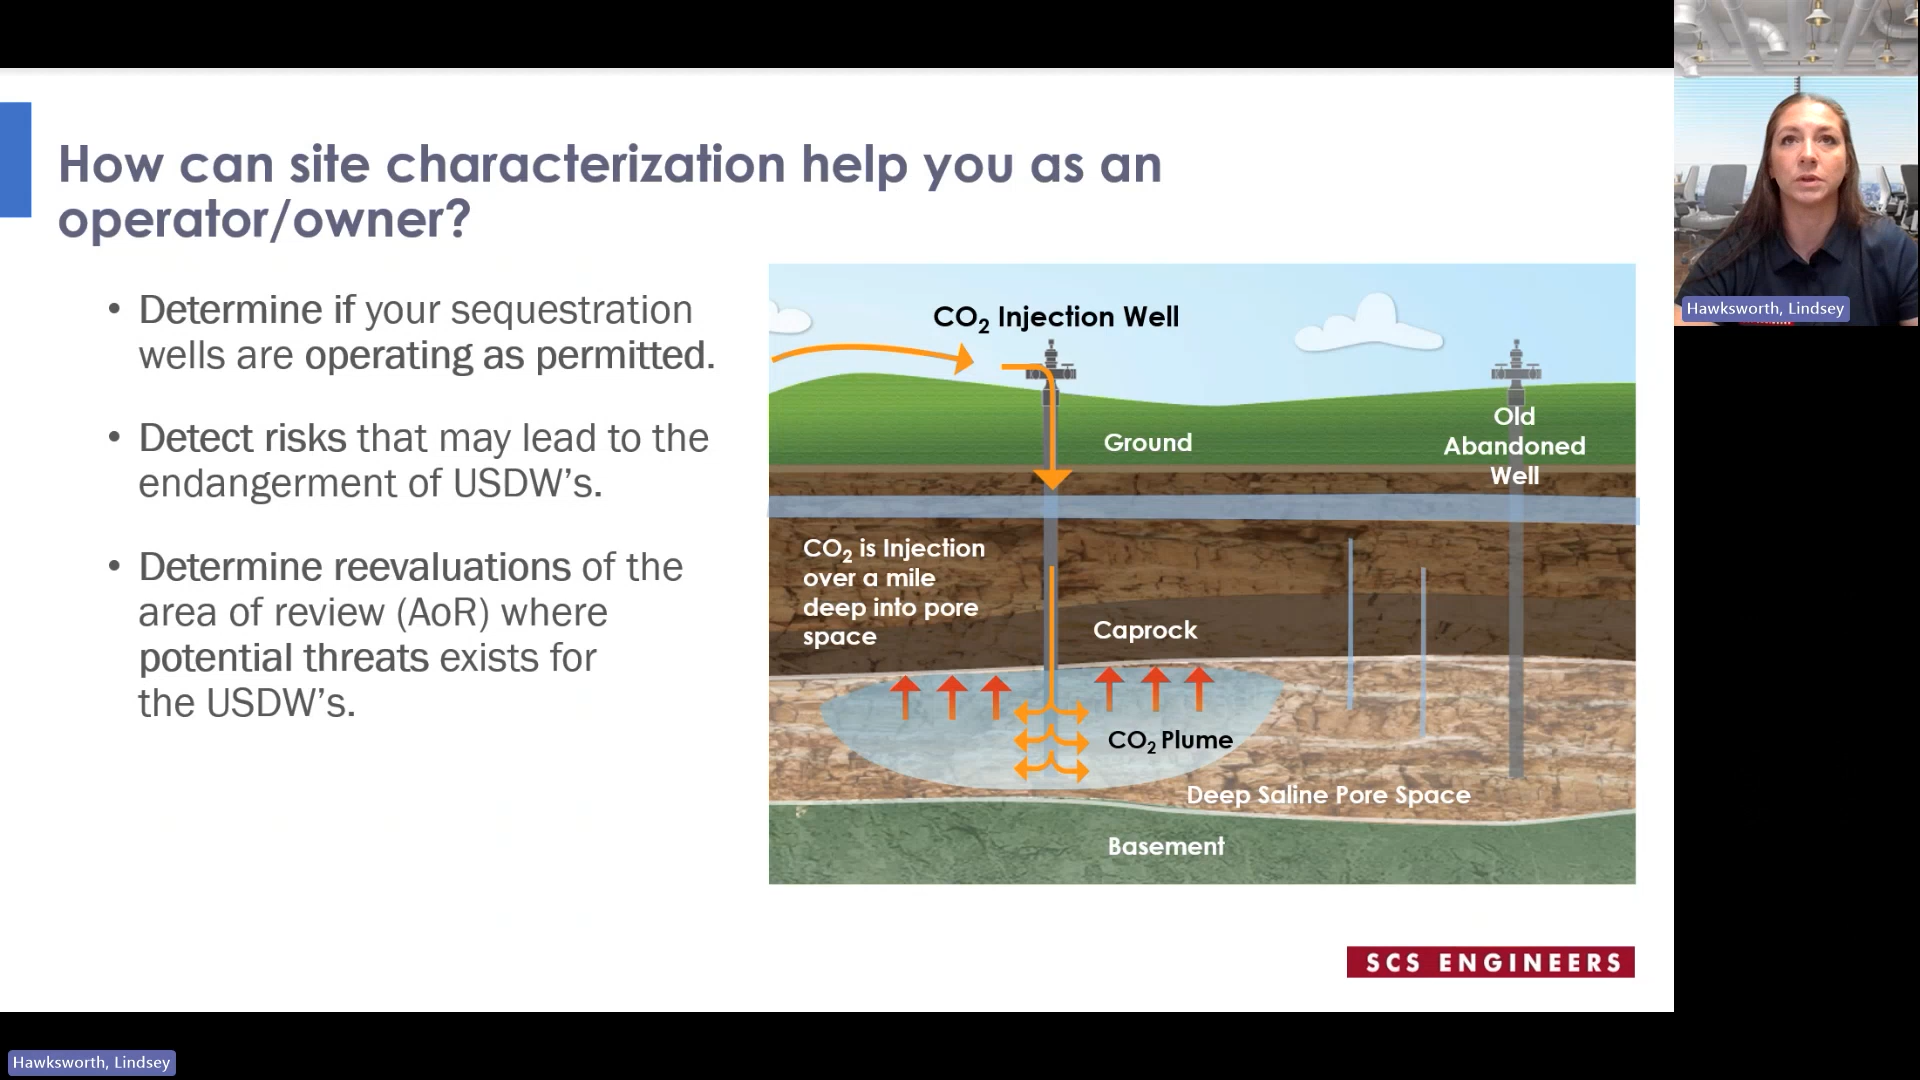 How can site characterization help you as an
operator/owner?
• Determine if your sequestration
wells are operating as permitted.
• Detect risks that may lead to the
endangerment of USDW's.
• Determine reevaluations of the
area of review (AoR) where
potential threats exists for
the USDW's.
CO₂ Injection Well
Ground
Old
Abandoned
Well
CO₂ is Injection
over a mile
deep into pore
space
Caprock
CO₂ Plume
Deep Saline Pore Space
Basement
SCS ENGINEERS
Hawksworth, Lindsey
Hawksworth, Lindsey